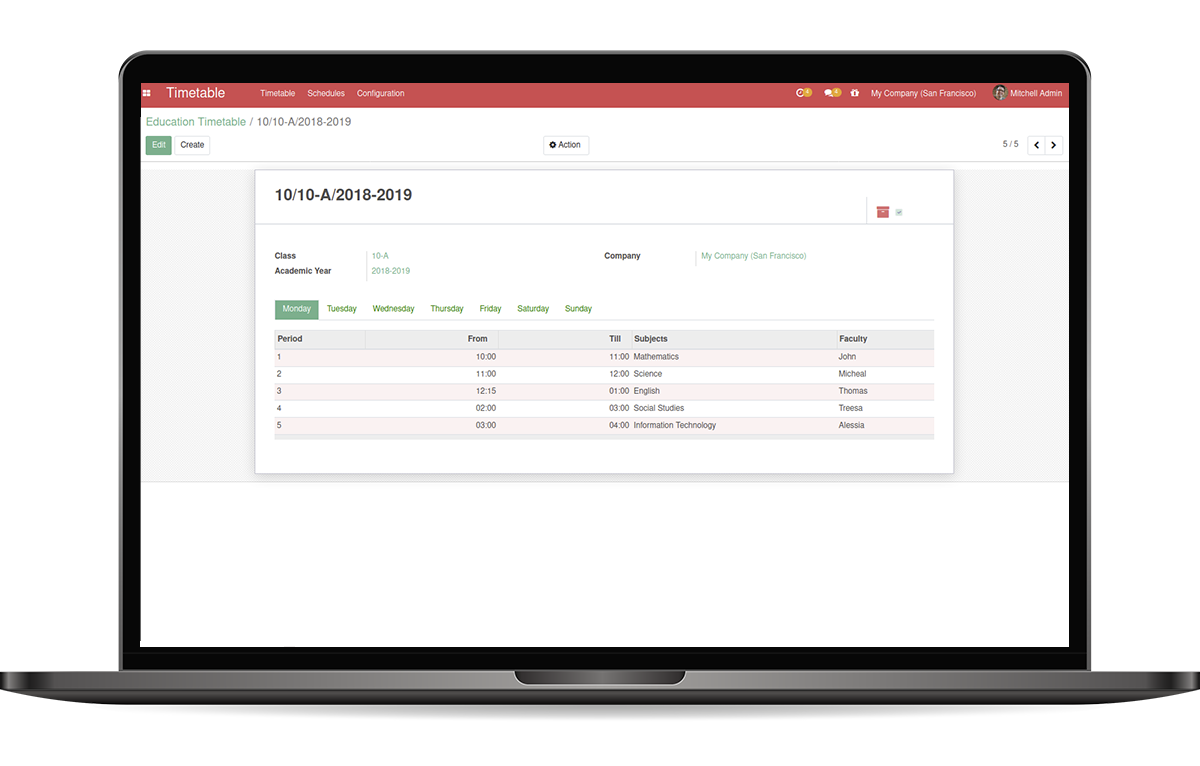 Timetable Timetable Schedules Configuration My Company (San Francisco) Mitchell Admin
Education Timetable / 10/10-A/2018-2019
Edit Create Action 5 / 5
10/10-A/2018-2019
Class 10-A Company My Company (San Francisco)
Academic Year 2018-2019
Monday Tuesday Wednesday Thursday Friday Saturday Sunday
Period From Till Subjects Faculty
1 10:00 11:00 Mathematics John
2 11:00 12:00 Science Micheal
3 12:15 01:00 English Thomas
4 02:00 03:00 Social Studies Treesa
5 03:00 04:00 Information Technology Alessia